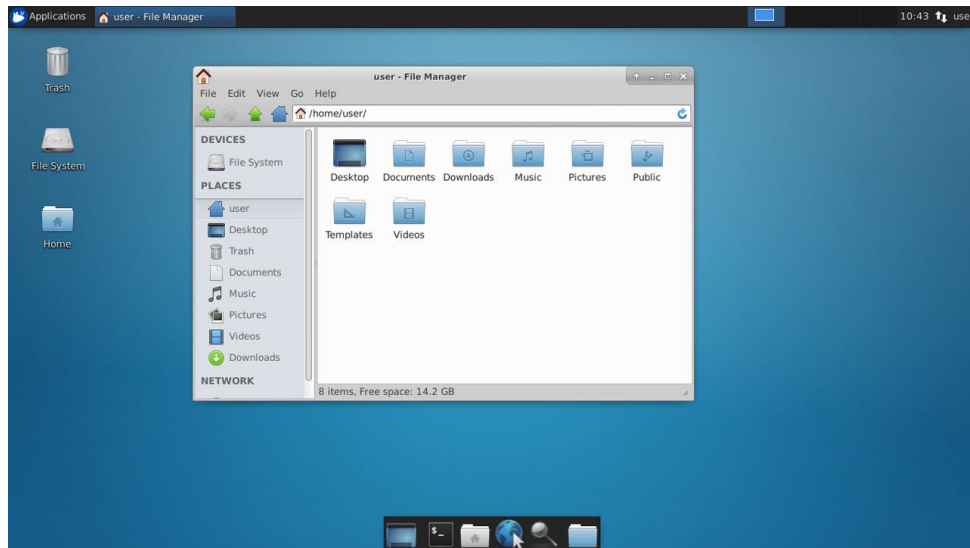 Applications user - File Manager 10:43 use
Trash
File System
Home
user - File Manager
File Edit View Go Help
/home/user/
DEVICES
File System
PLACES
user
Desktop
Trash
Documents
Music
Pictures
Videos
Downloads
NETWORK
Desktop Documents Downloads Music Pictures Public
Templates Videos
8 items, Free space: 14.2 GB
$_